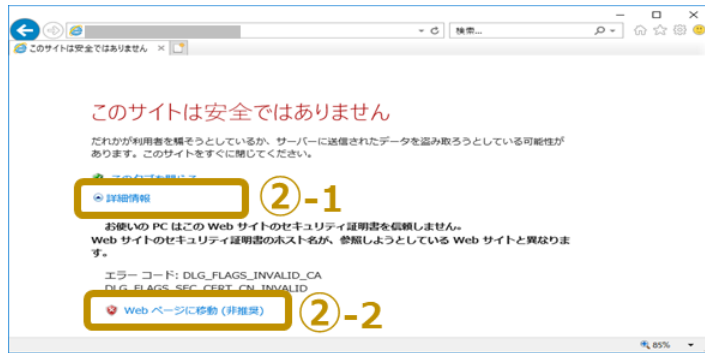 検索...
このサイトは安全ではありません
このサイトは安全ではありません
だれかが利用者を騙そうとしているか、サーバーに送信されたデータを盗み取ろうとしている可能性が
あります。このサイトをすぐに閉じてください。
このタブを閉じる
詳細情報
②-1
お使いの PC はこの Web サイトのセキュリティ証明書を信頼しません。
Web サイトのセキュリティ証明書のホスト名が、参照しようとしている Web サイトと異なりま
す。
エラー コード: DLG_FLAGS_INVALID_CA
DLG_FLAGS_SEC_CERT_CN_INVALID
Web ページに移動 (非推奨)
②-2
85%